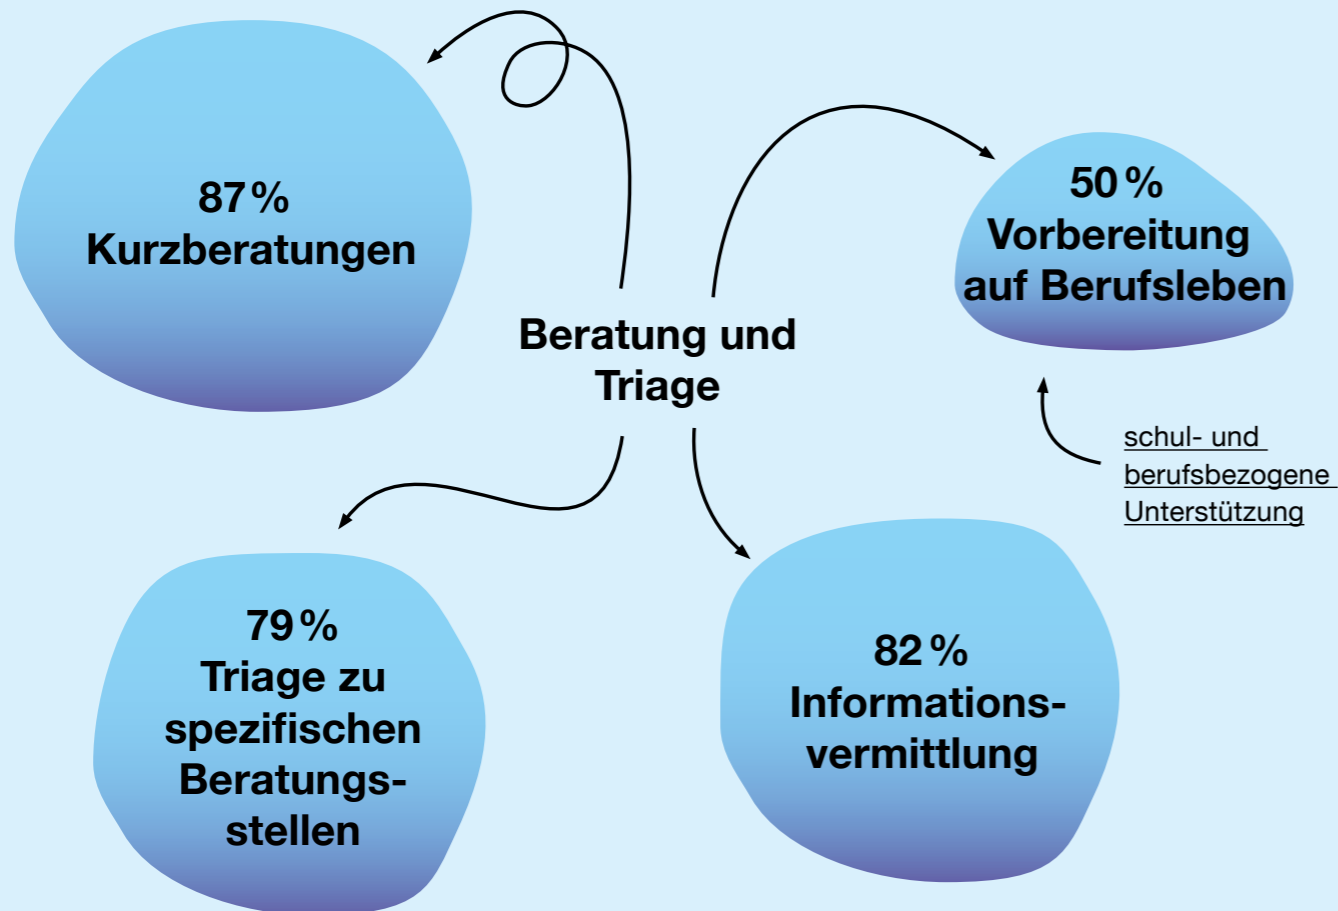 87 %
Kurzberatungen
50 %
Vorbereitung
auf Berufsleben
Beratung und
Triage
schul- und
berufsbezogene
Unterstützung
79 %
Triage zu
spezifischen
Beratungs-
stellen
82 %
Informations-
vermittlung